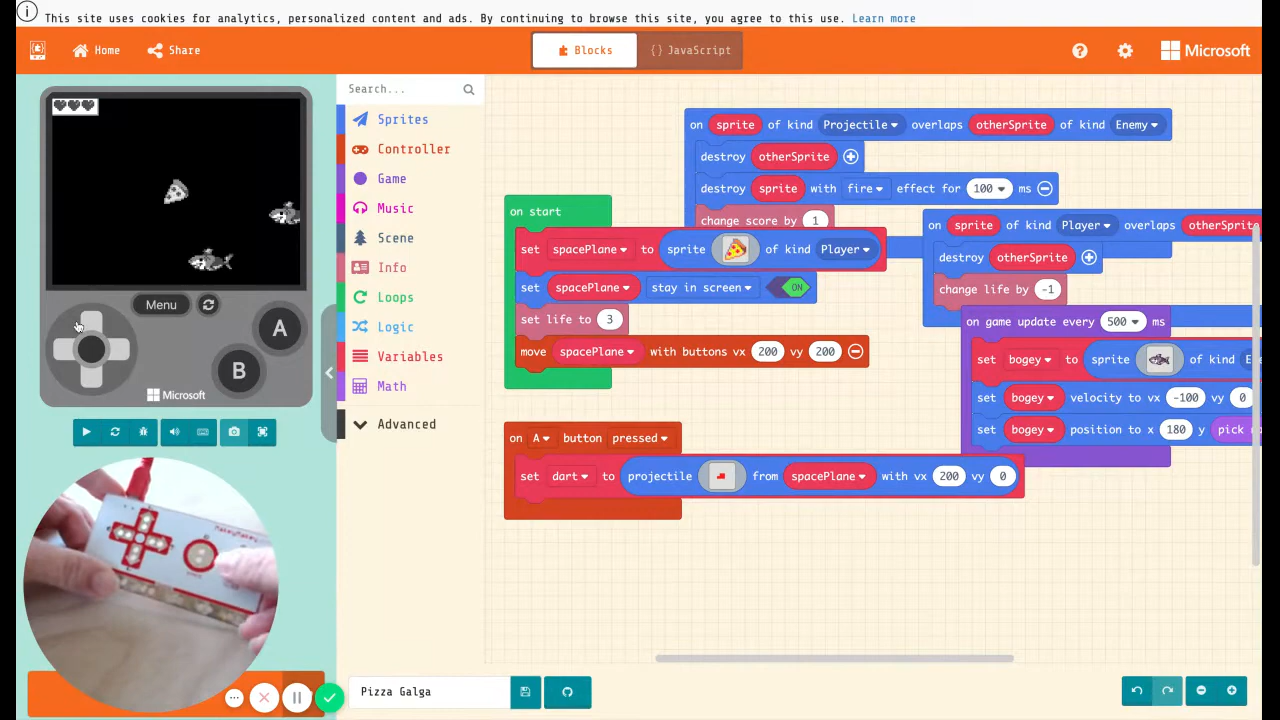 This site uses cookies for analytics, personalized content and ads. By continuing to browse this site, you agree to this use. Learn more
Home
Share
Blocks
{} JavaScript
Microsoft
Search...
Sprites
Controller
Game
Music
Scene
Info
Loops
Logic
Variables
Math
Advanced
Menu
A
B
Microsoft
on sprite of kind Projectile overlaps otherSprite of kind Enemy
destroy otherSprite
destroy sprite with fire effect for 100 ms
change score by 1
on start
set spacePlane to sprite of kind Player
set spacePlane stay in screen ON
set life to 3
move spacePlane with buttons vx 200 vy 200
on sprite of kind Player overlaps otherSprite
destroy otherSprite
change life by -1
on game update every 500 ms
set bogey to sprite of kind
set bogey velocity to vx -100 vy 0
set bogey position to x 180 y pick
on A button pressed
set dart to projectile from spacePlane with vx 200 vy 0
Pizza Galga